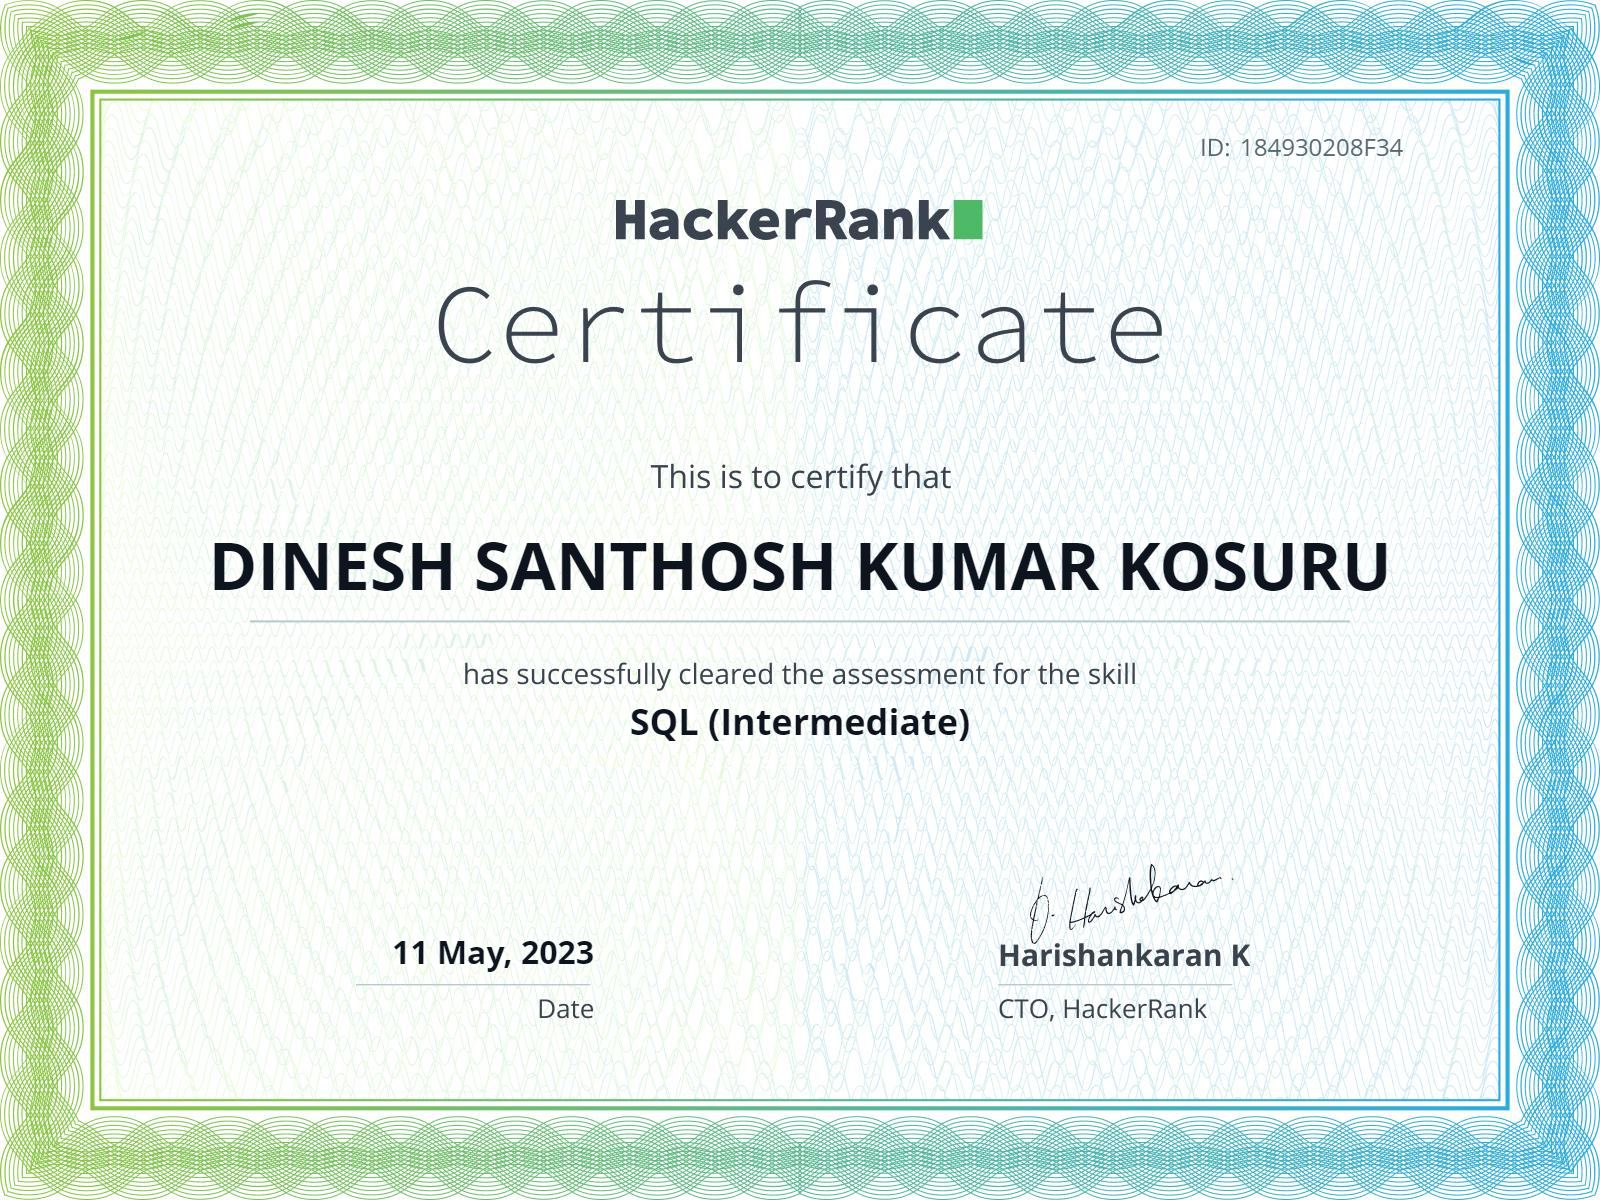 ID: 184930208F34
HackerRank
Certificate
This is to certify that
DINESH SANTHOSH KUMAR KOSURU
has successfully cleared the assessment for the skill
SQL (Intermediate)
11 May, 2023
Date
Harishankaran K
CTO, HackerRank